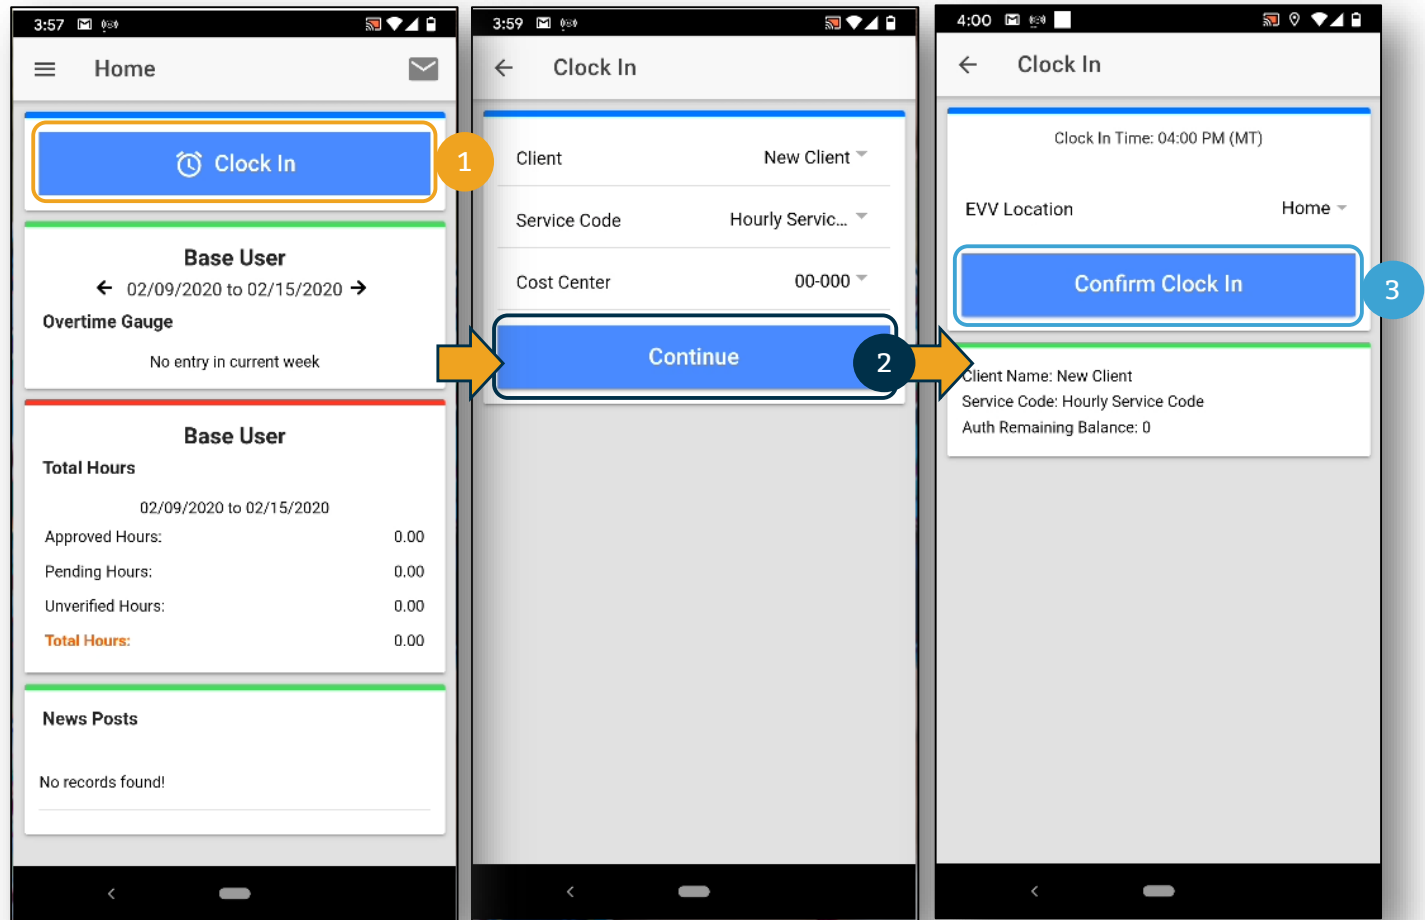 3:57
Home
Clock In
1
Base User
02/09/2020 to 02/15/2020
Overtime Gauge
No entry in current week
Base User
Total Hours
02/09/2020 to 02/15/2020
Approved Hours: 0.00
Pending Hours: 0.00
Unverified Hours: 0.00
Total Hours: 0.00
News Posts
No records found!
3:59
Clock In
Client New Client
Service Code Hourly Servic...
Cost Center 00-000
Continue
2
4:00
Clock In
Clock In Time: 04:00 PM (MT)
EVV Location Home
Confirm Clock In
3
Client Name: New Client
Service Code: Hourly Service Code
Auth Remaining Balance: 0